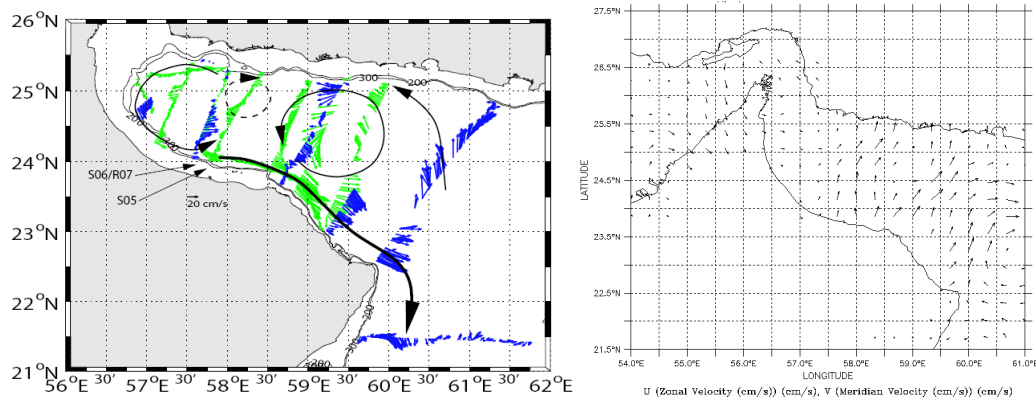 26°N
25°N
24°N
23°N
22°N
21°N
56°E 30' 57°E 30' 58°E 30' 59°E 30' 60°E 30' 61°E 30' 62°E
300
200
200
S06/R07
S05
20 cm/s
200
300
200
27.5°N
26.5°N
25.5°N
24.5°N
23.5°N
22.5°N
21.5°N
LATITUDE
54.0°E 55.0°E 56.0°E 57.0°E 58.0°E 59.0°E 60.0°E 61.0°E
LONGITUDE
U (Zonal Velocity (cm/s)) (cm/s), V (Meridian Velocity (cm/s)) (cm/s)